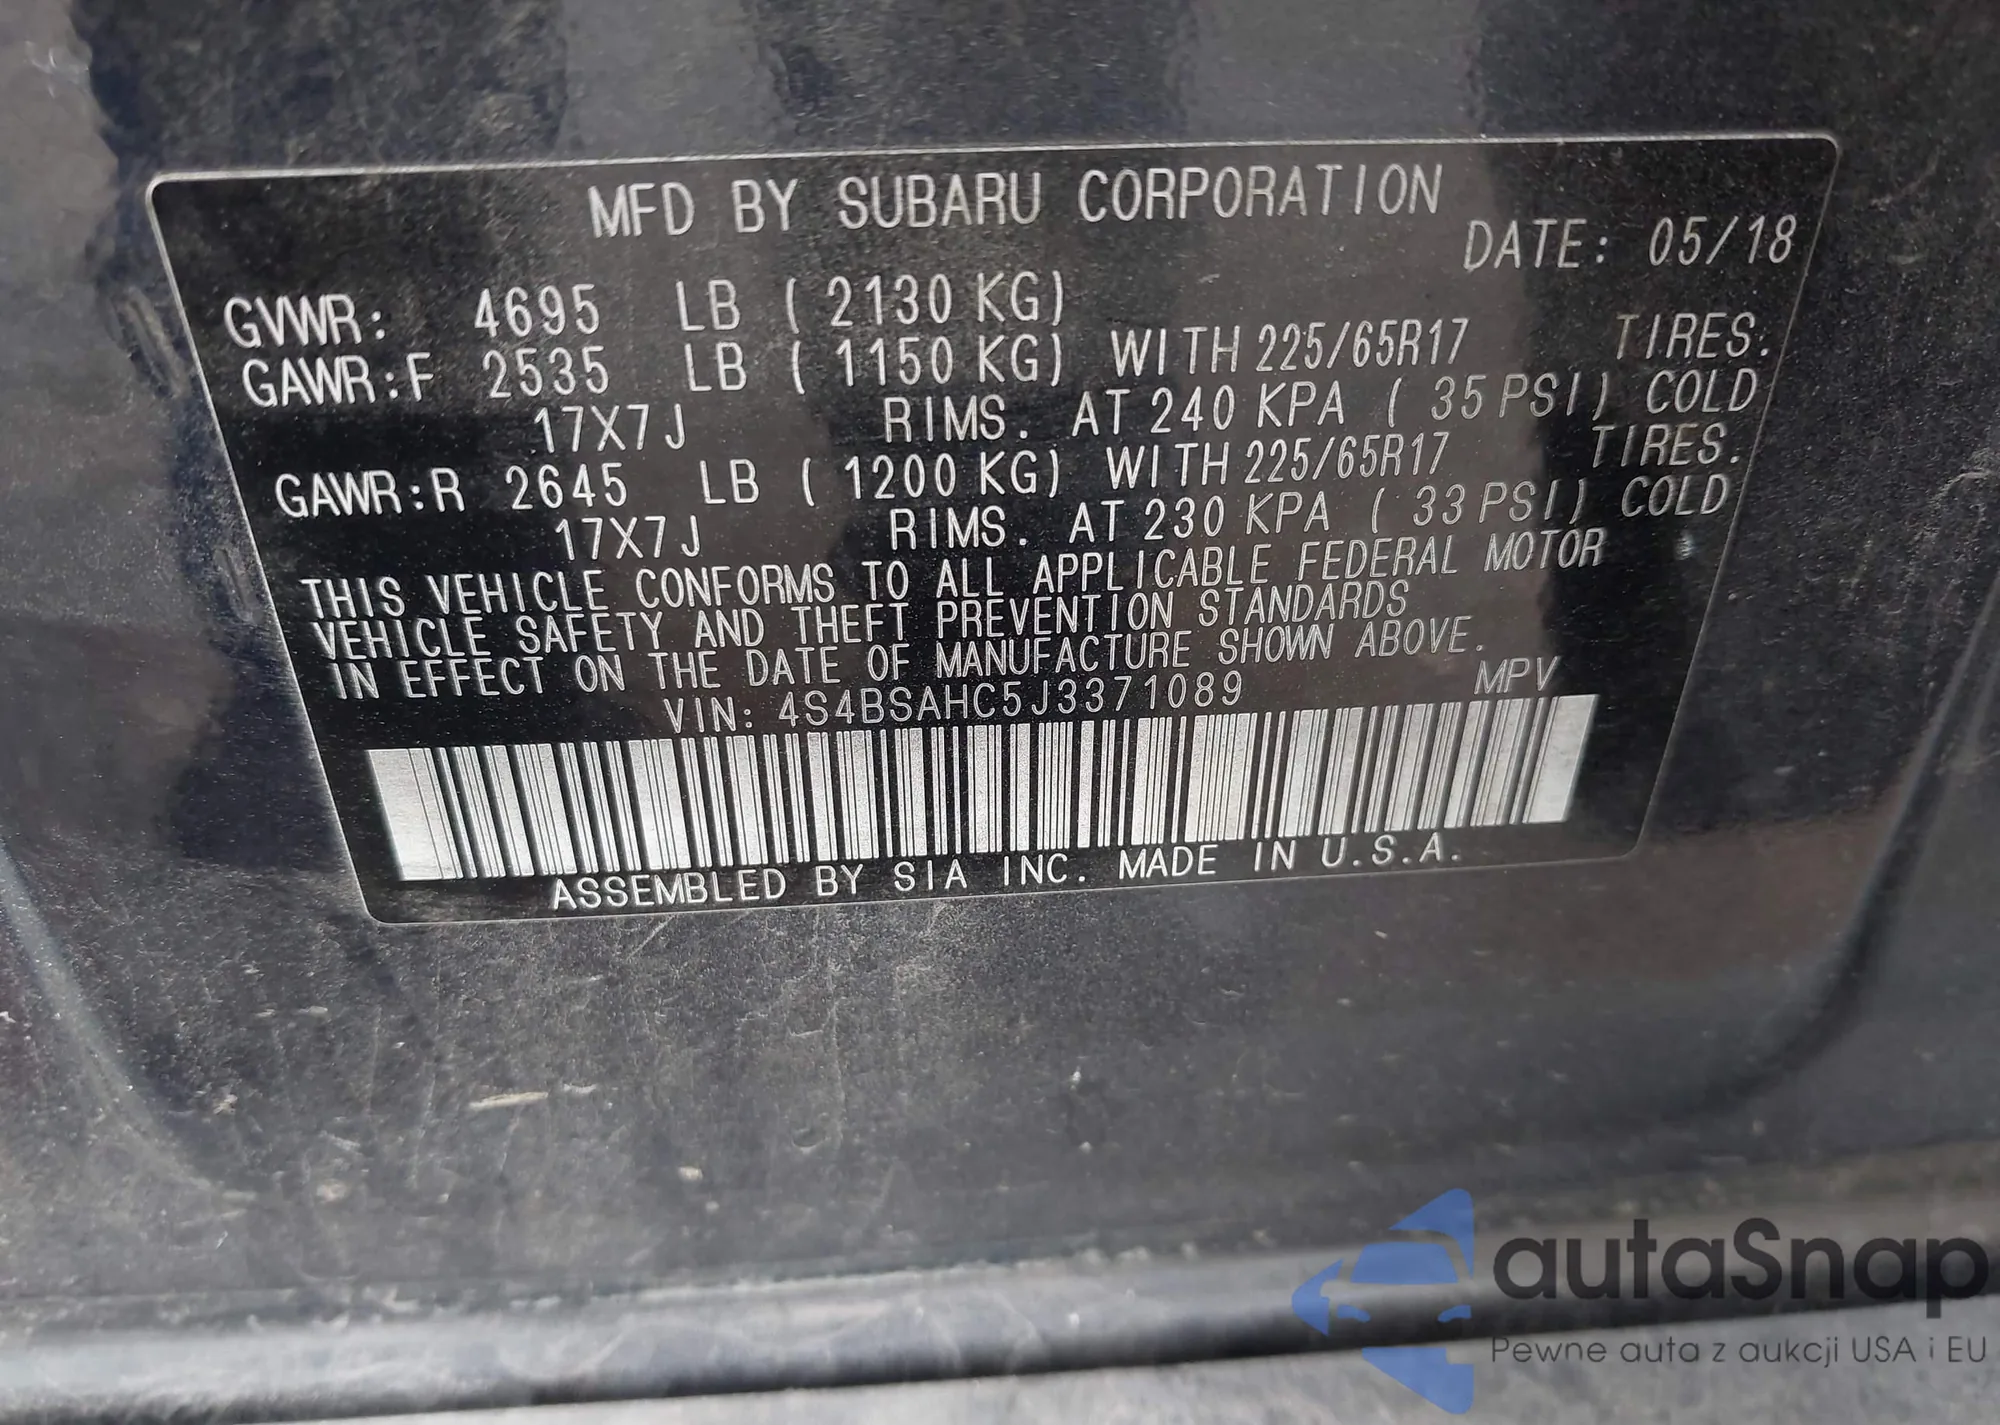 MFD BY SUBARU CORPORATION
DATE: 05/18
GVWR: 4695 LB ( 2130 KG)
GAWR:F 2535 LB ( 1150 KG) WITH 225/65R17 TIRES.
17X7J RIMS. AT 240 KPA ( 35 PSI) COLD
GAWR:R 2645 LB ( 1200 KG) WITH 225/65R17 TIRES.
17X7J RIMS. AT 230 KPA ( 33 PSI) COLD
THIS VEHICLE CONFORMS TO ALL APPLICABLE FEDERAL MOTOR
VEHICLE SAFETY AND THEFT PREVENTION STANDARDS
IN EFFECT ON THE DATE OF MANUFACTURE SHOWN ABOVE.
VIN: 4S4BSAHC5J3371089 MPV
ASSEMBLED BY SIA INC. MADE IN U.S.A.
autaSnap
Pewne auta z aukcji USA i EU